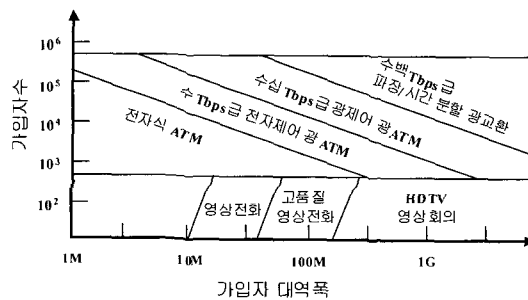 가입자수
10⁶
10⁵
10⁴
10³
10²
전자식 ATM
수 Tbps급 전자제어 광 ATM
수십 Tbps급 광제어 광 ATM
수백 Tbps 급
파장/시간 분할 광교환
영상전화
고품질
영상전화
HDTV
영상회의
1M
10M
100M
1G
가입자 대역폭